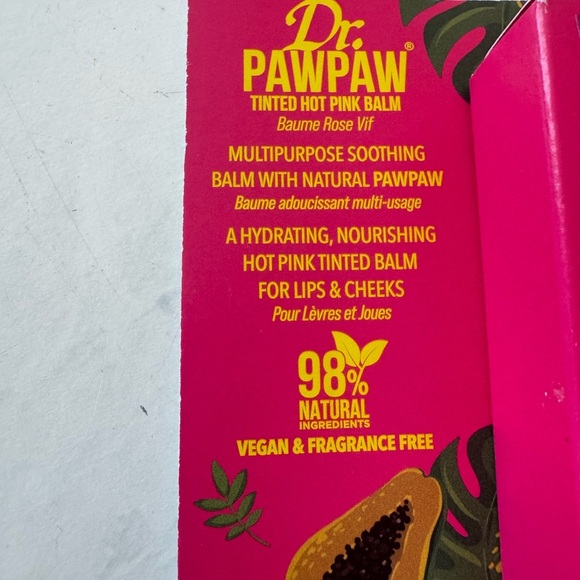 Dr.
PAWPAW®
TINTED HOT PINK BALM
Baume Rose Vif
MULTIPURPOSE SOOTHING
BALM WITH NATURAL PAWPAW
Baume adoucissant multi-usage
A HYDRATING, NOURISHING
HOT PINK TINTED BALM
FOR LIPS & CHEEKS
Pour Lèvres et Joues
98%
NATURAL
INGREDIENTS
VEGAN & FRAGRANCE FREE